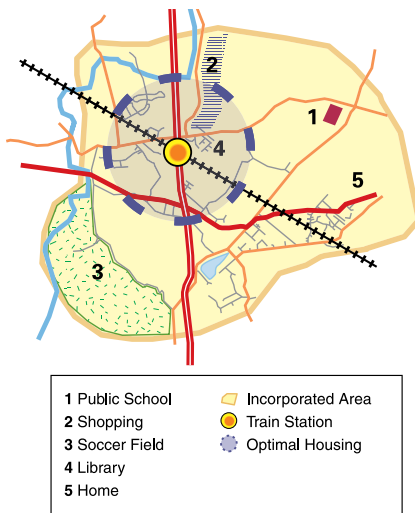 2
1
4
5
3
1 Public School
2 Shopping
3 Soccer Field
4 Library
5 Home
Incorporated Area
Train Station
Optimal Housing